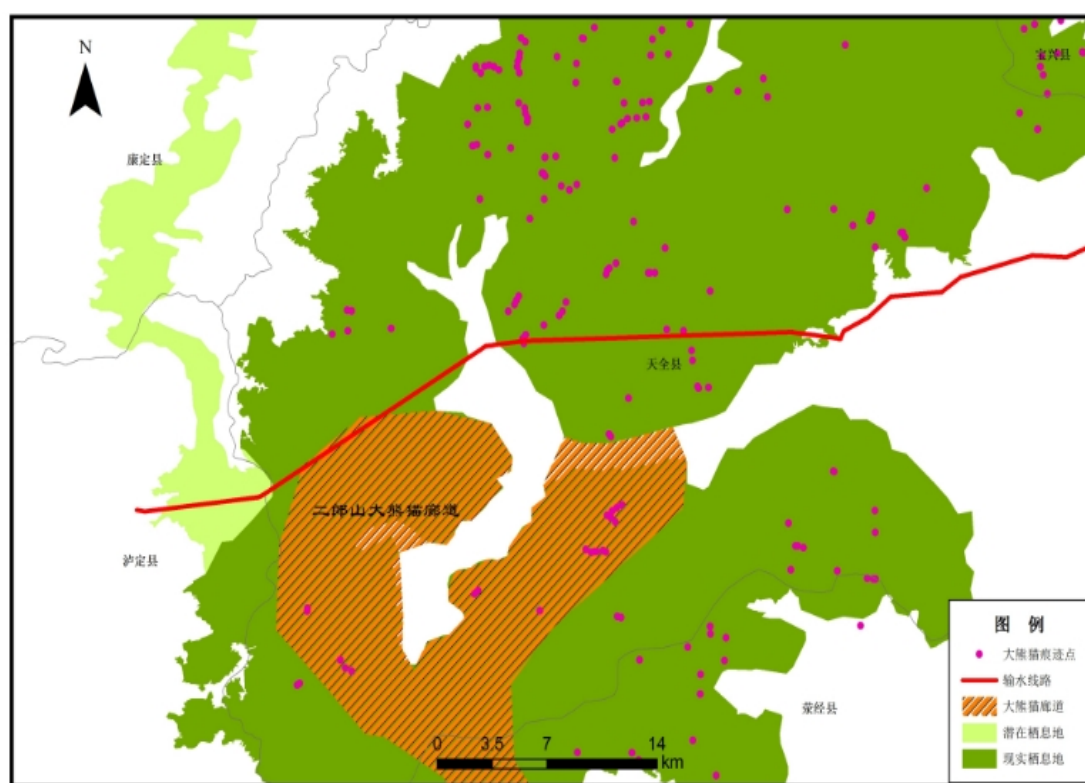 N
宝兴县
康定县
天全县
二郎山大熊猫廊道
泸定县
荥经县
0 3.5 7 14
km
图 例
大熊猫痕迹点
输水线路
大熊猫廊道
潜在栖息地
现实栖息地